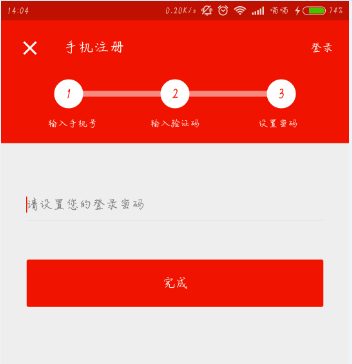 14:04 0.20K/s 嘀嘀 74%
手机注册 登录
1 2 3
输入手机号 输入验证码 设置密码
请设置您的登录密码
完成